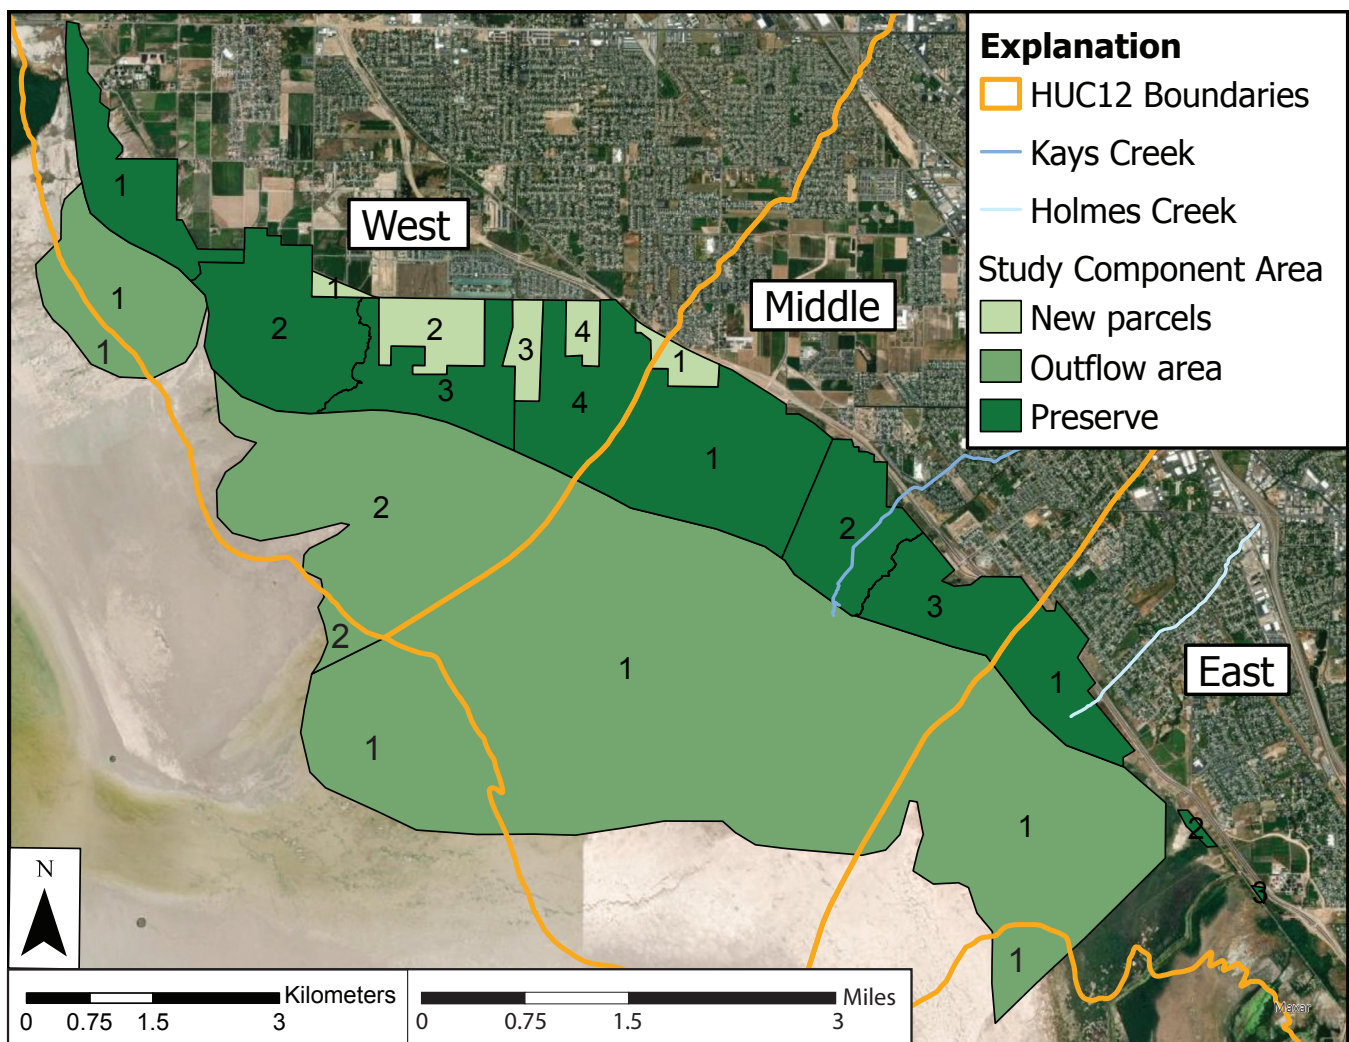 Explanation
HUC12 Boundaries
Kays Creek
Holmes Creek
Study Component Area
New parcels
Outflow area
Preserve
West
Middle
East
1
1
1
2
1
2
3
4
3
4
1
2
2
1
2
3
1
1
1
1
2
3
1
1
N
Kilometers
0 0.75 1.5 3
Miles
0 0.75 1.5 3
Maxar